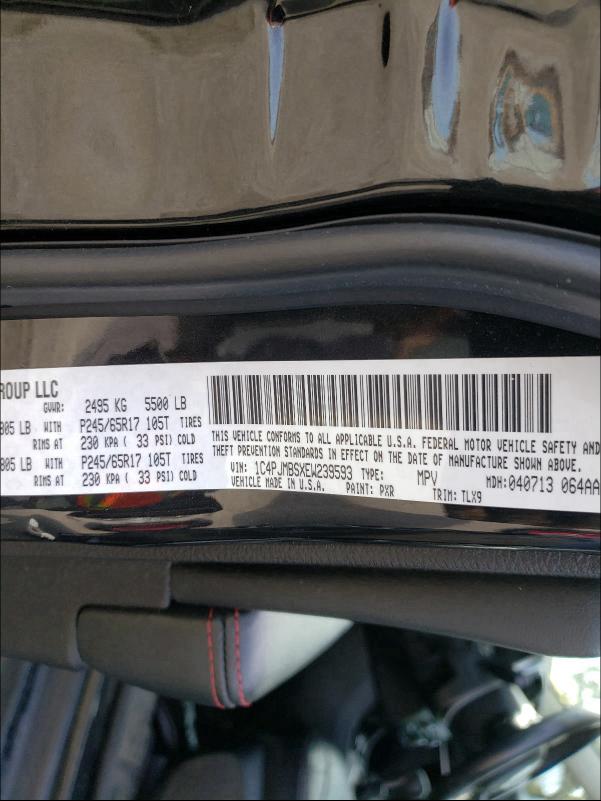 ROUP LLC
GVWR: 2495 KG 5500 LB
805 LB WITH P245/65R17 105T TIRES
RIMS AT 230 KPA ( 33 PSI) COLD
805 LB WITH P245/65R17 105T TIRES
RIMS AT 230 KPA ( 33 PSI) COLD
THIS VEHICLE CONFORMS TO ALL APPLICABLE U.S.A. FEDERAL MOTOR VEHICLE SAFETY AND
THEFT PREVENTION STANDARDS IN EFFECT ON THE DATE OF MANUFACTURE SHOWN ABOVE.
VIN: 1C4PJMBSXEW239593 TYPE: MPV MDH: 040713 064AA
VEHICLE MADE IN U.S.A. PAINT: PXR TRIM: TLX9